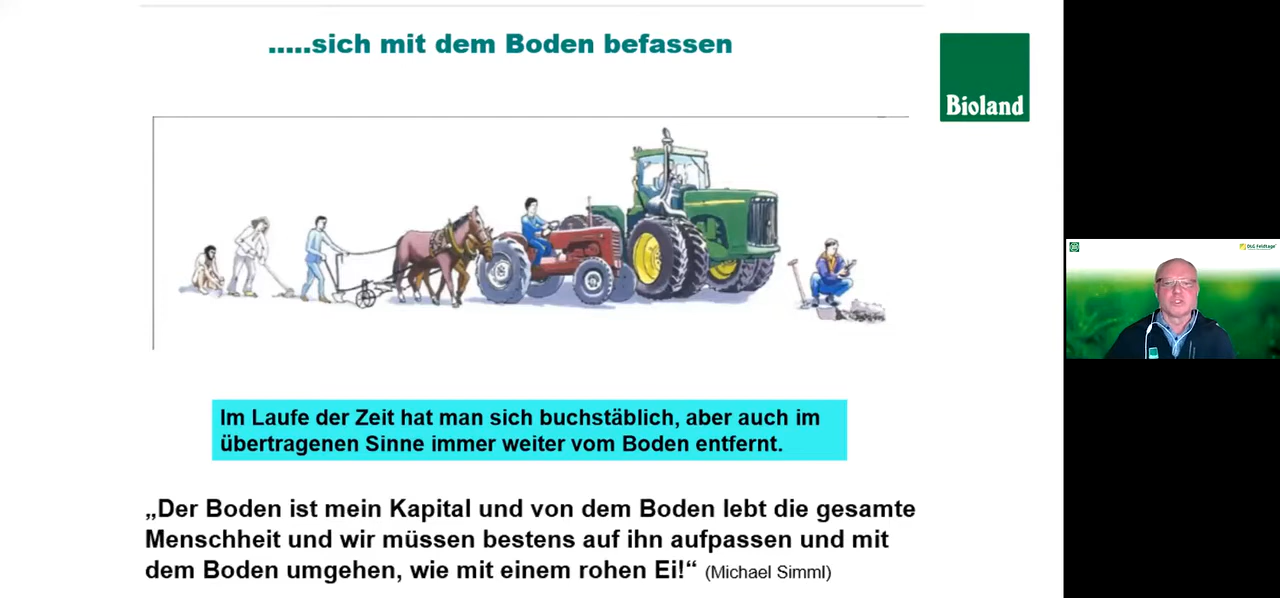 .....sich mit dem Boden befassen
Bioland
Im Laufe der Zeit hat man sich buchstäblich, aber auch im
übertragenen Sinne immer weiter vom Boden entfernt.
„Der Boden ist mein Kapital und von dem Boden lebt die gesamte
Menschheit und wir müssen bestens auf ihn aufpassen und mit
dem Boden umgehen, wie mit einem rohen Ei!“ (Michael Simml)
DLG Feldtage